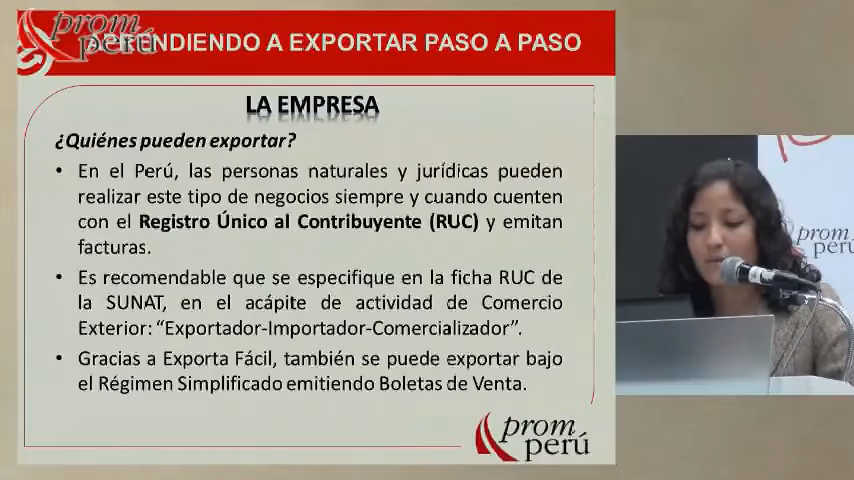 prom
perú
APRENDIENDO A EXPORTAR PASO A PASO
LA EMPRESA
¿Quiénes pueden exportar?
• En el Perú, las personas naturales y jurídicas pueden
realizar este tipo de negocios siempre y cuando cuenten
con el Registro Único al Contribuyente (RUC) y emitan
facturas.
• Es recomendable que se especifique en la ficha RUC de
la SUNAT, en el acápite de actividad de Comercio
Exterior: “Exportador-Importador-Comercializador”.
• Gracias a Exporta Fácil, también se puede exportar bajo
el Régimen Simplificado emitiendo Boletas de Venta.
prom
perú
prom
perú